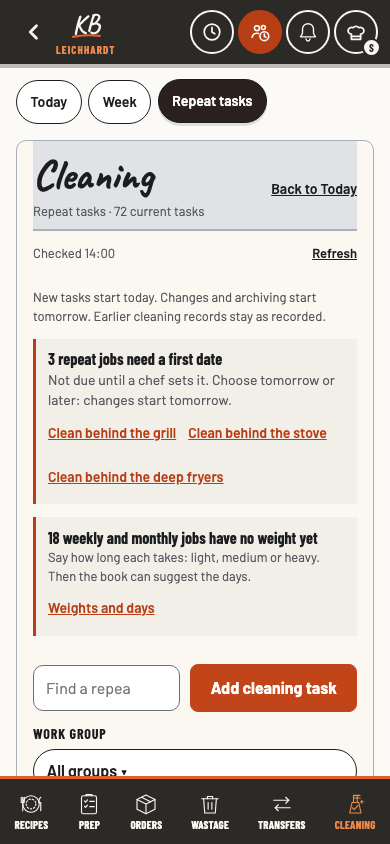 KB
LEICHHARDT
S
Today
Week
Repeat tasks
Cleaning
Back to Today
Repeat tasks · 72 current tasks
Checked 14:00
Refresh
New tasks start today. Changes and archiving start
tomorrow. Earlier cleaning records stay as recorded.
3 repeat jobs need a first date
Not due until a chef sets it. Choose tomorrow or
later: changes start tomorrow.
Clean behind the grill
Clean behind the stove
Clean behind the deep fryers
18 weekly and monthly jobs have no weight yet
Say how long each takes: light, medium or heavy.
Then the book can suggest the days.
Weights and days
Find a repea
Add cleaning task
WORK GROUP
All groups
RECIPES
PREP
ORDERS
WASTAGE
TRANSFERS
CLEANING